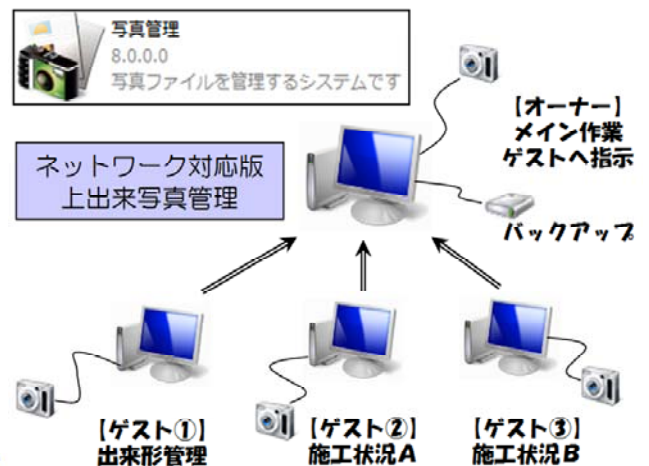 写真管理
8.0.0.0
写真ファイルを管理するシステムです
【オーナー】
メイン作業
ゲストへ指示
ネットワーク対応版
上出来写真管理
バックアップ
【ゲスト①】
出来形管理
【ゲスト②】
施工状況A
【ゲスト③】
施工状況B